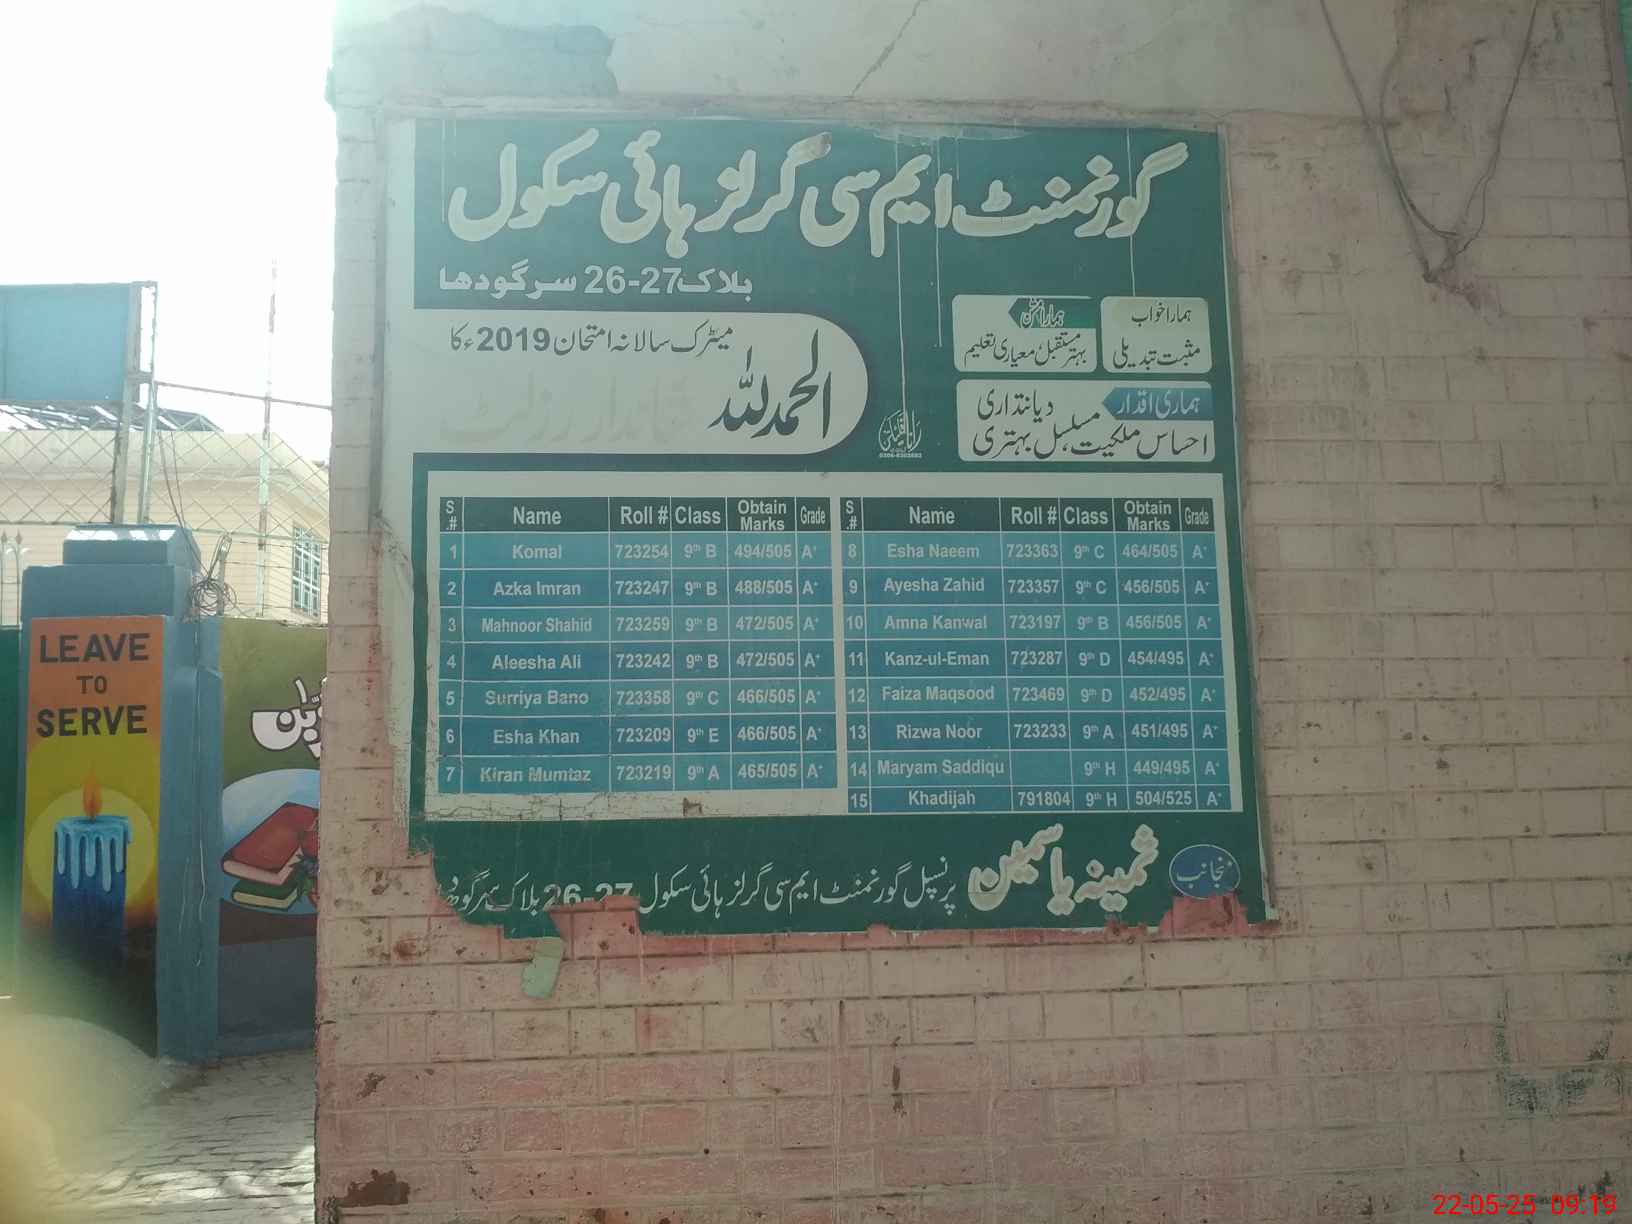 گورنمنٹ ایم سی گرلز ہائی سکول
بلاک 27-26 سرگودھا
میٹرک سالانہ امتحان 2019ء کا
الحمدللہ
شاندار رزلٹ
ہمارا خواب
مثبت تبدیلی
ہمارا مشن
بہتر مستقبل، معیاری تعلیم
ہماری اقدار
دیانتداری
احساس ملکیت، مسلسل بہتری
S.# Name Roll # Class Obtain Marks Grade
1 Komal 723254 9th B 494/505 A+
2 Azka Imran 723247 9th B 488/505 A+
3 Mahnoor Shahid 723259 9th B 472/505 A+
4 Aleesha Ali 723242 9th B 472/505 A+
5 Surriya Bano 723358 9th C 466/505 A+
6 Esha Khan 723209 9th E 466/505 A+
7 Kiran Mumtaz 723219 9th A 465/505 A+
S.# Name Roll # Class Obtain Marks Grade
8 Esha Naeem 723363 9th C 464/505 A+
9 Ayesha Zahid 723357 9th C 456/505 A+
10 Amna Kanwal 723197 9th B 456/505 A+
11 Kanz-ul-Eman 723287 9th D 454/495 A+
12 Faiza Maqsood 723469 9th D 452/495 A+
13 Rizwa Noor 723233 9th A 451/495 A+
14 Maryam Saddiqu 9th H 449/495 A+
15 Khadijah 791804 9th H 504/525 A+
منجانب
ثمینہ یاسمین
پرنسپل گورنمنٹ ایم سی گرلز ہائی سکول 27-26 بلاک سرگودھا
LEAVE
TO
SERVE
22-05-25 09:19